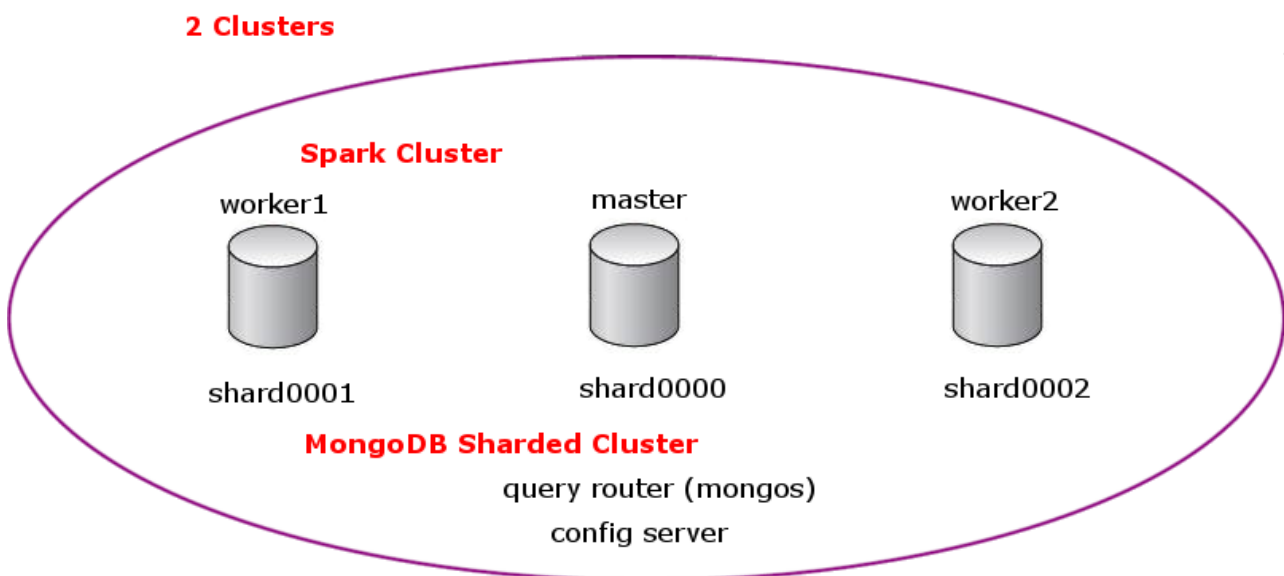 2 Clusters
Spark Cluster
worker1 master worker2
shard0001 shard0000 shard0002
MongoDB Sharded Cluster
query router (mongos)
config server